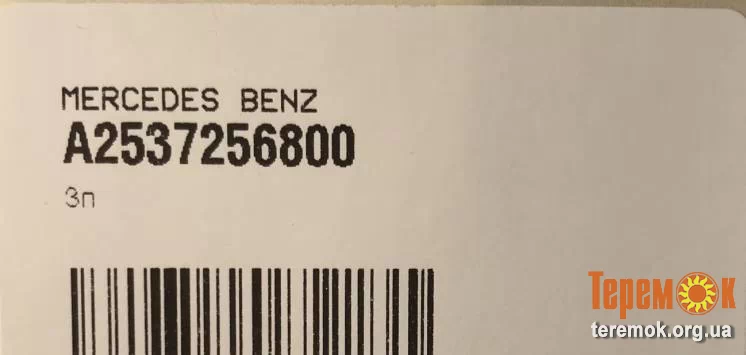 MERCEDES BENZ
A2537256800
Зп
Теремок
teremok.org.ua